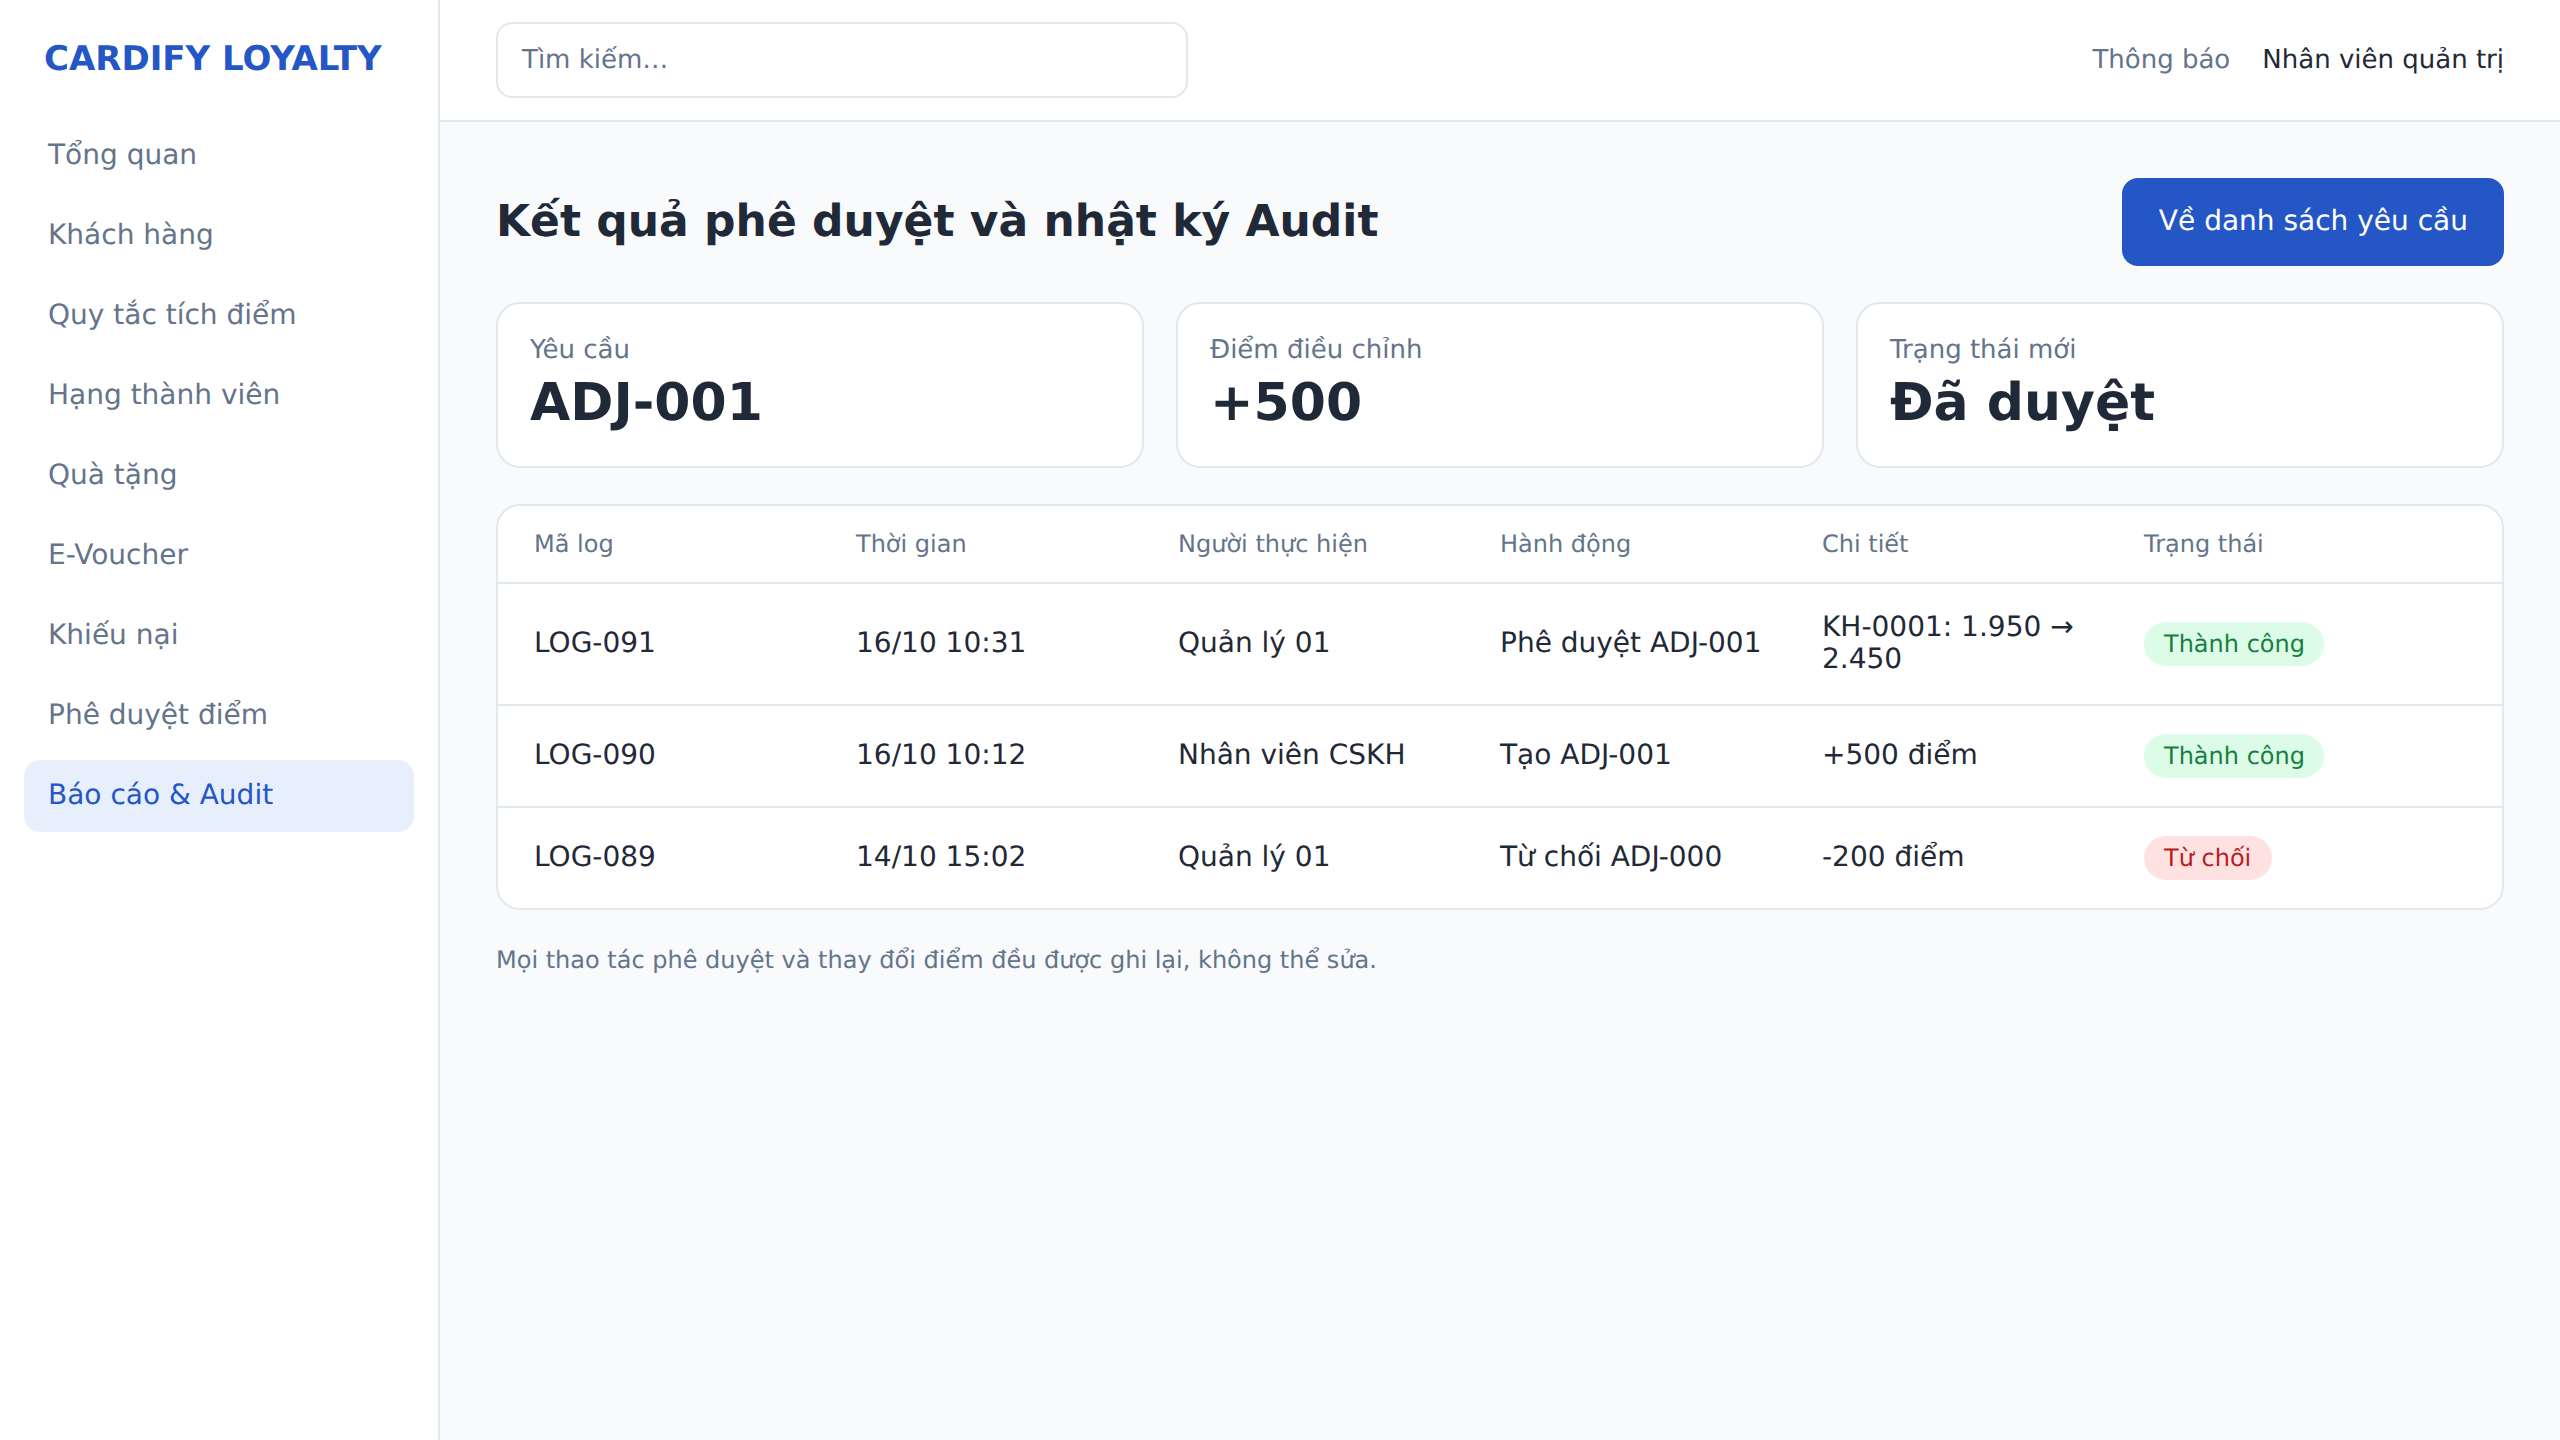 CARDIFY LOYALTY
Tổng quan
Khách hàng
Quy tắc tích điểm
Hạng thành viên
Quà tặng
E-Voucher
Khiếu nại
Phê duyệt điểm
Báo cáo & Audit
Tìm kiếm...
Thông báo
Nhân viên quản trị
Kết quả phê duyệt và nhật ký Audit
Về danh sách yêu cầu
Yêu cầu
ADJ-001
Điểm điều chỉnh
+500
Trạng thái mới
Đã duyệt
Mã log Thời gian Người thực hiện Hành động Chi tiết Trạng thái
LOG-091 16/10 10:31 Quản lý 01 Phê duyệt ADJ-001 KH-0001: 1.950 →
2.450 Thành công
LOG-090 16/10 10:12 Nhân viên CSKH Tạo ADJ-001 +500 điểm Thành công
LOG-089 14/10 15:02 Quản lý 01 Từ chối ADJ-000 -200 điểm Từ chối
Mọi thao tác phê duyệt và thay đổi điểm đều được ghi lại, không thể sửa.